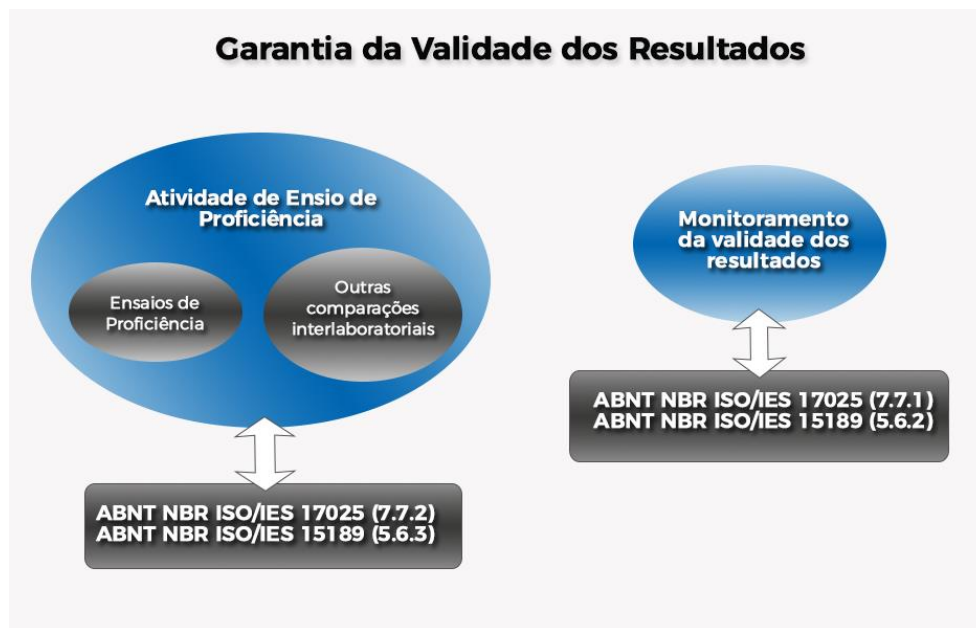 Garantia da Validade dos Resultados
Atividade de Ensio de
Proficiência
Ensaios de
Proficiência
Outras
comparações
interlaboratoriais
ABNT NBR ISO/IES 17025 (7.7.2)
ABNT NBR ISO/IES 15189 (5.6.3)
Monitoramento
da validade dos
resultados
ABNT NBR ISO/IES 17025 (7.7.1)
ABNT NBR ISO/IES 15189 (5.6.2)